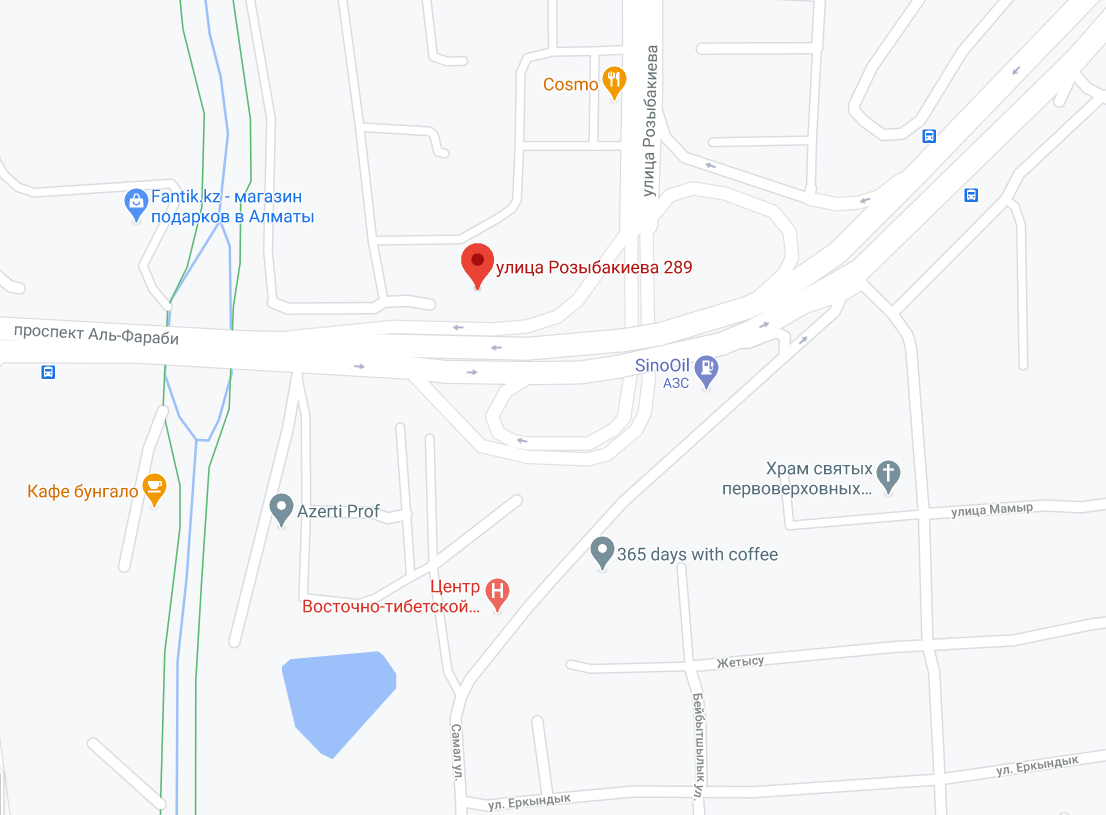 Cosmo
улица Розыбакиева
Fantik.kz - магазин
подарков в Алматы
улица Розыбакиева 289
проспект Аль-Фараби
SinoOil
АЗС
Храм святых
первоверховных...
Кафе бунгало
Azerti Prof
улица Мамыр
365 days with coffee
Центр
Восточно-тибетской...
Жетысу
Бейбытшылык ул.
Самал ул.
ул. Еркындык
ул. Еркындык